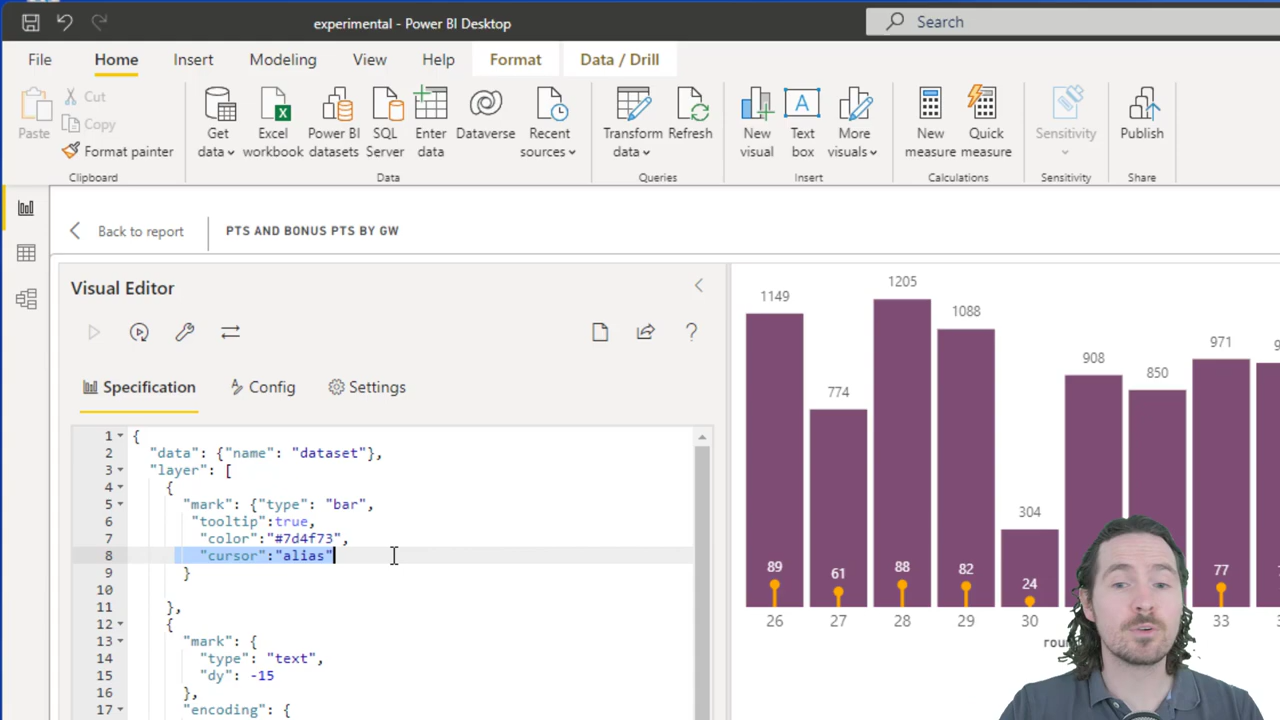 experimental - Power BI Desktop
Search
File Home Insert Modeling View Help Format Data / Drill
Paste
Cut
Copy
Format painter
Clipboard
Get data
Excel workbook
Power BI datasets
SQL Server
Enter data
Dataverse
Recent sources
Data
Transform data
Refresh
Queries
New visual
Text box
More visuals
Insert
New measure
Quick measure
Calculations
Sensitivity
Sensitivity
Publish
Share
Back to report
PTS AND BONUS PTS BY GW
Visual Editor
?
Specification Config Settings
1 {
2 "data": {"name": "dataset"},
3 "layer": [
4 {
5 "mark": {"type": "bar",
6 "tooltip":true,
7 "color":"#7d4f73",
8 "cursor":"alias"
9 }
10
11 },
12 {
13 "mark": {
14 "type": "text",
15 "dy": -15
16 },
17 "encoding": {
1149 774 1205 1088 304 908 850 971
89 61 88 82 24 77
26 27 28 29 30 33